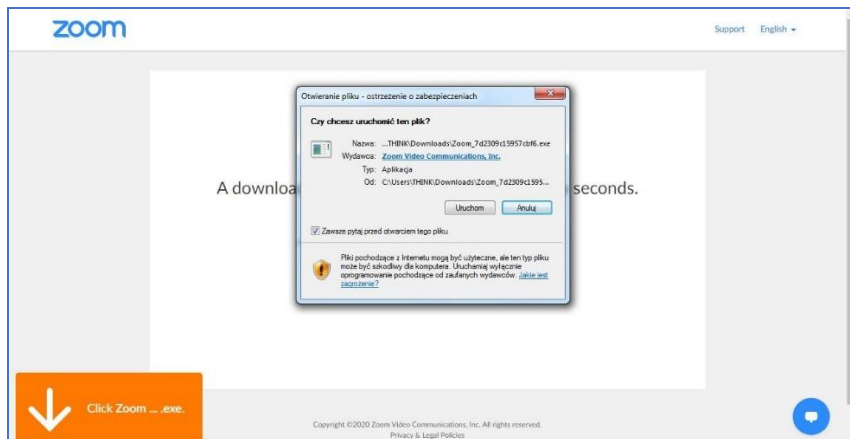 zoom
Support English
Otwieranie pliku - ostrzeżenie o zabezpieczeniach
Czy chcesz uruchomić ten plik?
Nazwa: ...THINK\Downloads\Zoom_7d2309c15957cbf6.exe
Wydawca: Zoom Video Communications, Inc.
Typ: Aplikacja
Od: C:\Users\THINK\Downloads\Zoom_7d2309c1595...
A downloa seconds.
Uruchom Anuluj
Zawsze pytaj przed otwarciem tego pliku
Pliki pochodzące z Internetu mogą być użyteczne, ale ten typ pliku
może być szkodliwy dla komputera. Uruchamiaj wyłącznie
oprogramowanie pochodzące od zaufanych wydawców. Jakie jest
zagrożenie?
Click Zoom ... .exe.
Copyright ©2020 Zoom Video Communications, Inc. All rights reserved.
Privacy & Legal Policies